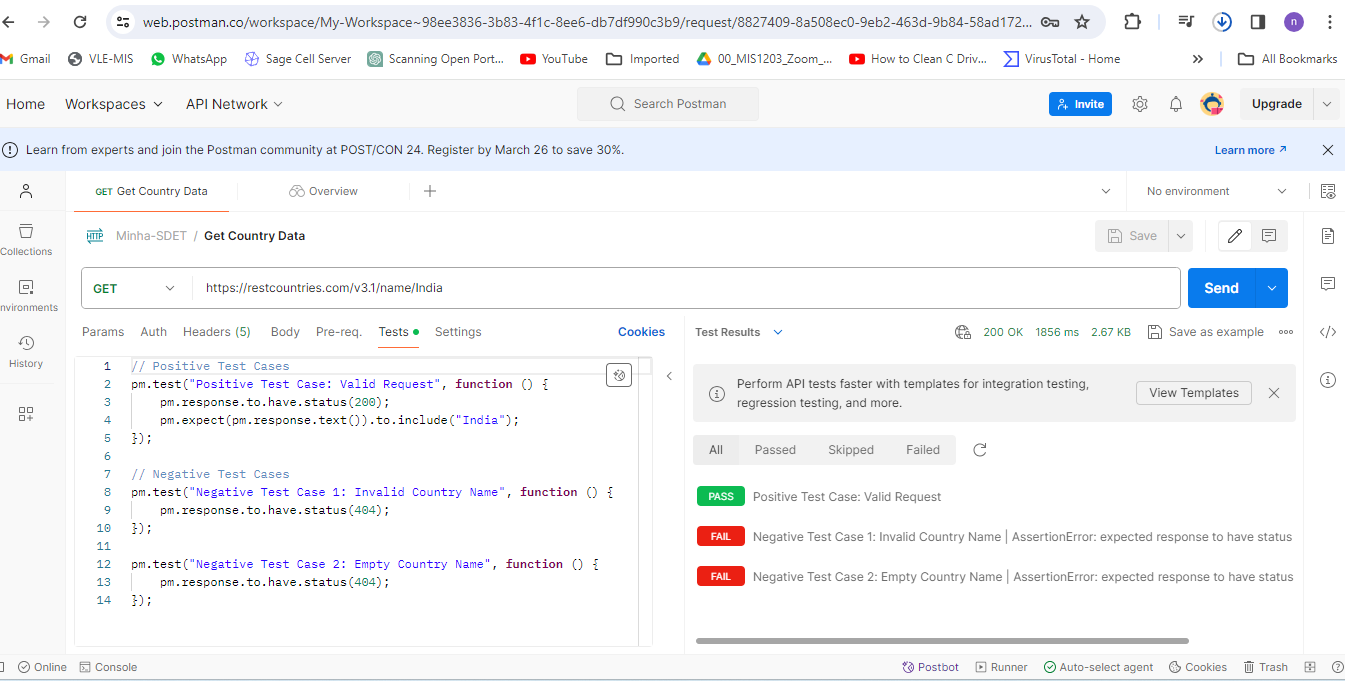 web.postman.co/workspace/My-Workspace~98ee3836-3b83-4f1c-8ee6-db7df990c3b9/request/8827409-8a508ec0-9eb2-463d-9b84-58ad172... n
Gmail VLE-MIS WhatsApp Sage Cell Server Scanning Open Port... YouTube Imported 00_MIS1203_Zoom_... How to Clean C Driv... VirusTotal - Home » All Bookmarks
Home Workspaces API Network Search Postman Invite Upgrade
Learn from experts and join the Postman community at POST/CON 24. Register by March 26 to save 30%. Learn more
GET Get Country Data Overview + No environment
HTTP Minha-SDET / Get Country Data Save
Collections
GET https://restcountries.com/v3.1/name/India Send
nvironments
Params Auth Headers (5) Body Pre-req. Tests Settings Cookies
Test Results 200 OK 1856 ms 2.67 KB Save as example </>
History
1 // Positive Test Cases
2 pm.test("Positive Test Case: Valid Request", function () {
3 pm.response.to.have.status(200);
4 pm.expect(pm.response.text()).to.include("India");
5 });
6
7 // Negative Test Cases
8 pm.test("Negative Test Case 1: Invalid Country Name", function () {
9 pm.response.to.have.status(404);
10 });
11
12 pm.test("Negative Test Case 2: Empty Country Name", function () {
13 pm.response.to.have.status(404);
14 });
Perform API tests faster with templates for integration testing,
regression testing, and more.
View Templates
All Passed Skipped Failed
PASS Positive Test Case: Valid Request
FAIL Negative Test Case 1: Invalid Country Name | AssertionError: expected response to have status
FAIL Negative Test Case 2: Empty Country Name | AssertionError: expected response to have status
Online Console Postbot Runner Auto-select agent Cookies Trash